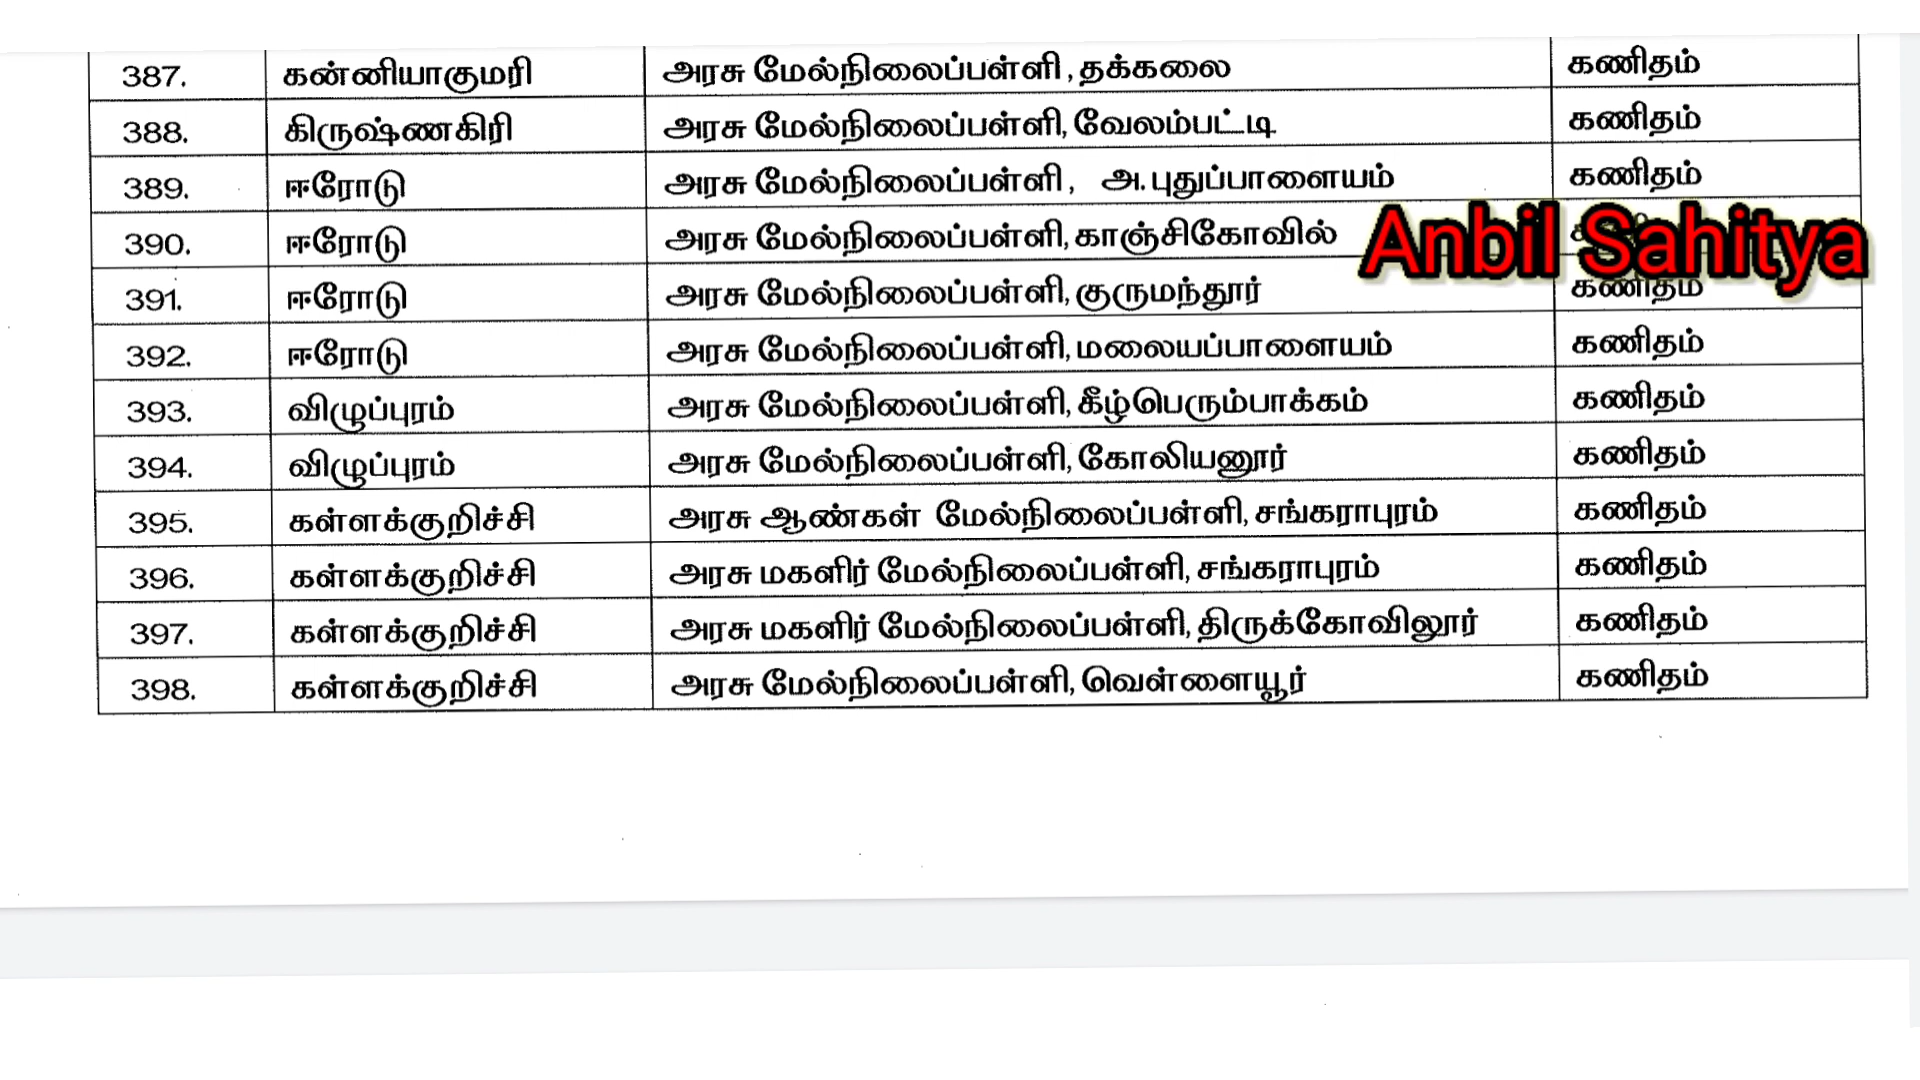 387. கன்னியாகுமரி அரசு மேல்நிலைப்பள்ளி, தக்கலை கணிதம்
388. கிருஷ்ணகிரி அரசு மேல்நிலைப்பள்ளி, வேலம்பட்டி கணிதம்
389. ஈரோடு அரசு மேல்நிலைப்பள்ளி, அ. புதுப்பாளையம் கணிதம்
390. ஈரோடு அரசு மேல்நிலைப்பள்ளி, காஞ்சிகோவில்
Anbil Sahitya
391. ஈரோடு அரசு மேல்நிலைப்பள்ளி, குருமந்தூர் கணிதம்
392. ஈரோடு அரசு மேல்நிலைப்பள்ளி, மலையப்பாளையம் கணிதம்
393. விழுப்புரம் அரசு மேல்நிலைப்பள்ளி, கீழ்பெரும்பாக்கம் கணிதம்
394. விழுப்புரம் அரசு மேல்நிலைப்பள்ளி, கோலியனூர் கணிதம்
395. கள்ளக்குறிச்சி அரசு ஆண்கள் மேல்நிலைப்பள்ளி, சங்கராபுரம் கணிதம்
396. கள்ளக்குறிச்சி அரசு மகளிர் மேல்நிலைப்பள்ளி, சங்கராபுரம் கணிதம்
397. கள்ளக்குறிச்சி அரசு மகளிர் மேல்நிலைப்பள்ளி, திருக்கோவிலூர் கணிதம்
398. கள்ளக்குறிச்சி அரசு மேல்நிலைப்பள்ளி, வெள்ளையூர் கணிதம்